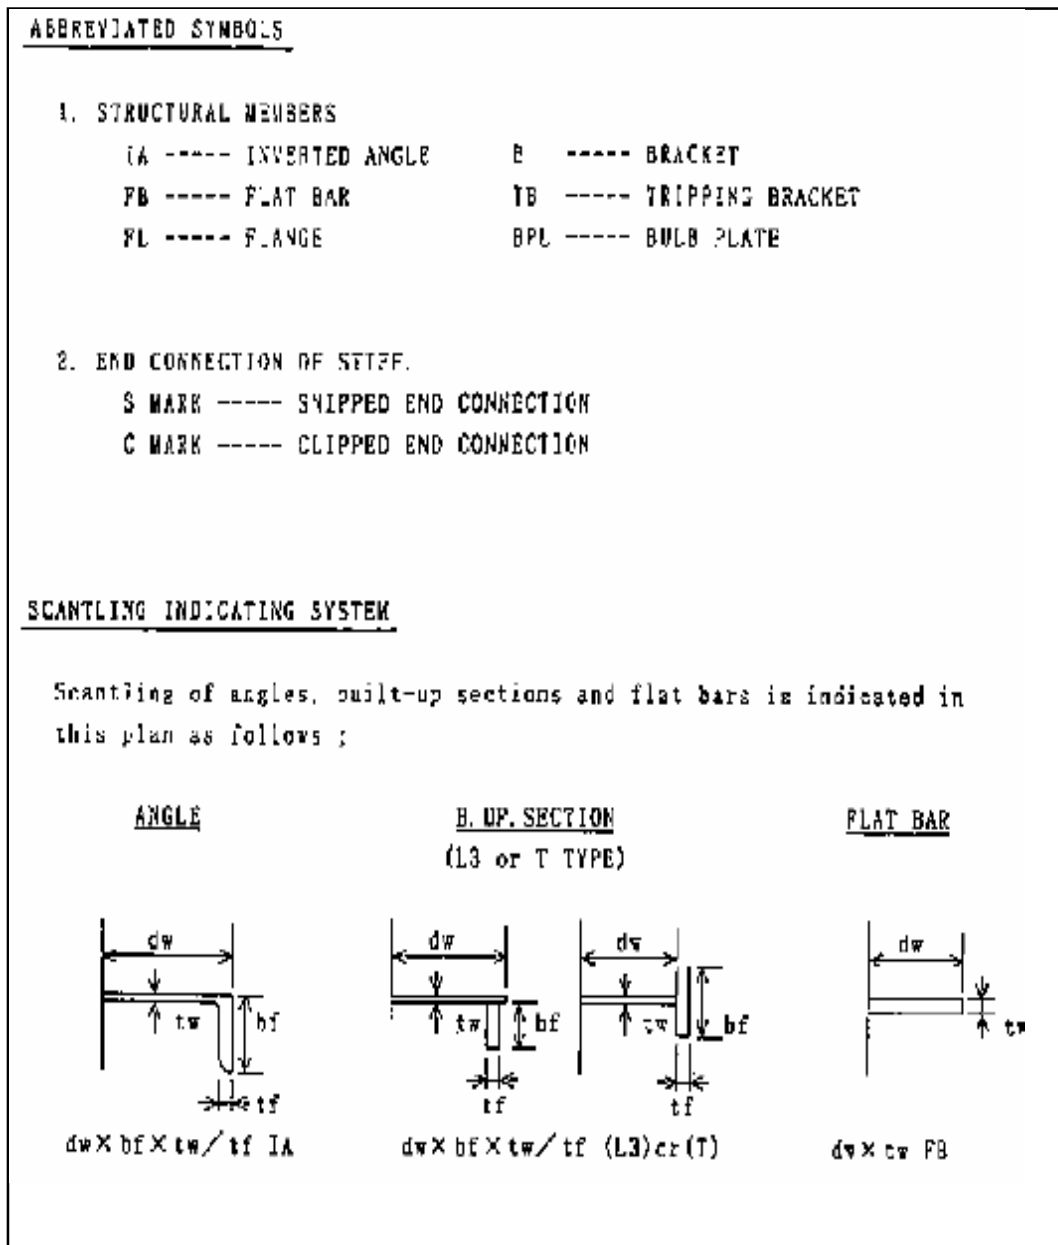 ABBREVIATED SYMBOLS
1. STRUCTURAL MEMBERS
IA ----- INVERTED ANGLE B ----- BRACKET
FB ----- FLAT BAR TB ----- TRIPPING BRACKET
FL ----- FLANGE BPL ----- BULB PLATE
2. END CONNECTION OF STIFF.
S MARK ----- SNIPPED END CONNECTION
C MARK ----- CLIPPED END CONNECTION
SCANTLING INDICATING SYSTEM
Scantling of angles, built-up sections and flat bars is indicated in
this plan as follows ;
ANGLE B. UP. SECTION FLAT BAR
(L3 or T TYPE)
dw dw dw dw
tw bf tw bf tw bf tw
tf tf tf
dw×bf×tw/tf IA dw×bf×tw/tf (L3)or(T) dw×tw FB